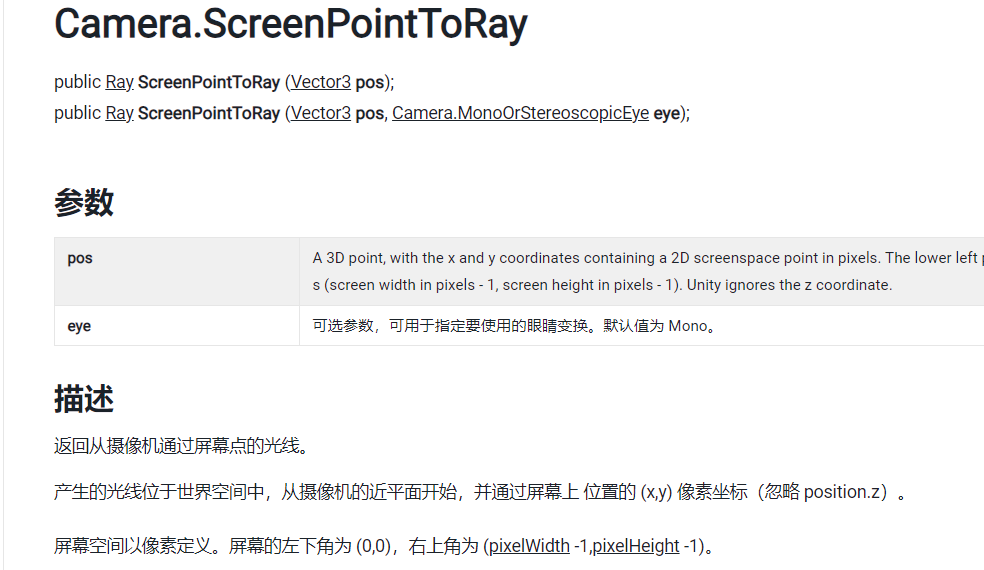 Camera.ScreenPointToRay
public Ray ScreenPointToRay (Vector3 pos);
public Ray ScreenPointToRay (Vector3 pos, Camera.MonoOrStereoscopicEye eye);
参数
pos
A 3D point, with the x and y coordinates containing a 2D screenspace point in pixels. The lower left
s (screen width in pixels - 1, screen height in pixels - 1). Unity ignores the z coordinate.
eye
可选参数，可用于指定要使用的眼睛变换。默认值为 Mono。
描述
返回从摄像机通过屏幕点的光线。
产生的光线位于世界空间中，从摄像机的近平面开始，并通过屏幕上 位置的 (x,y) 像素坐标（忽略 position.z）。
屏幕空间以像素定义。屏幕的左下角为 (0,0)，右上角为 (pixelWidth -1,pixelHeight -1)。